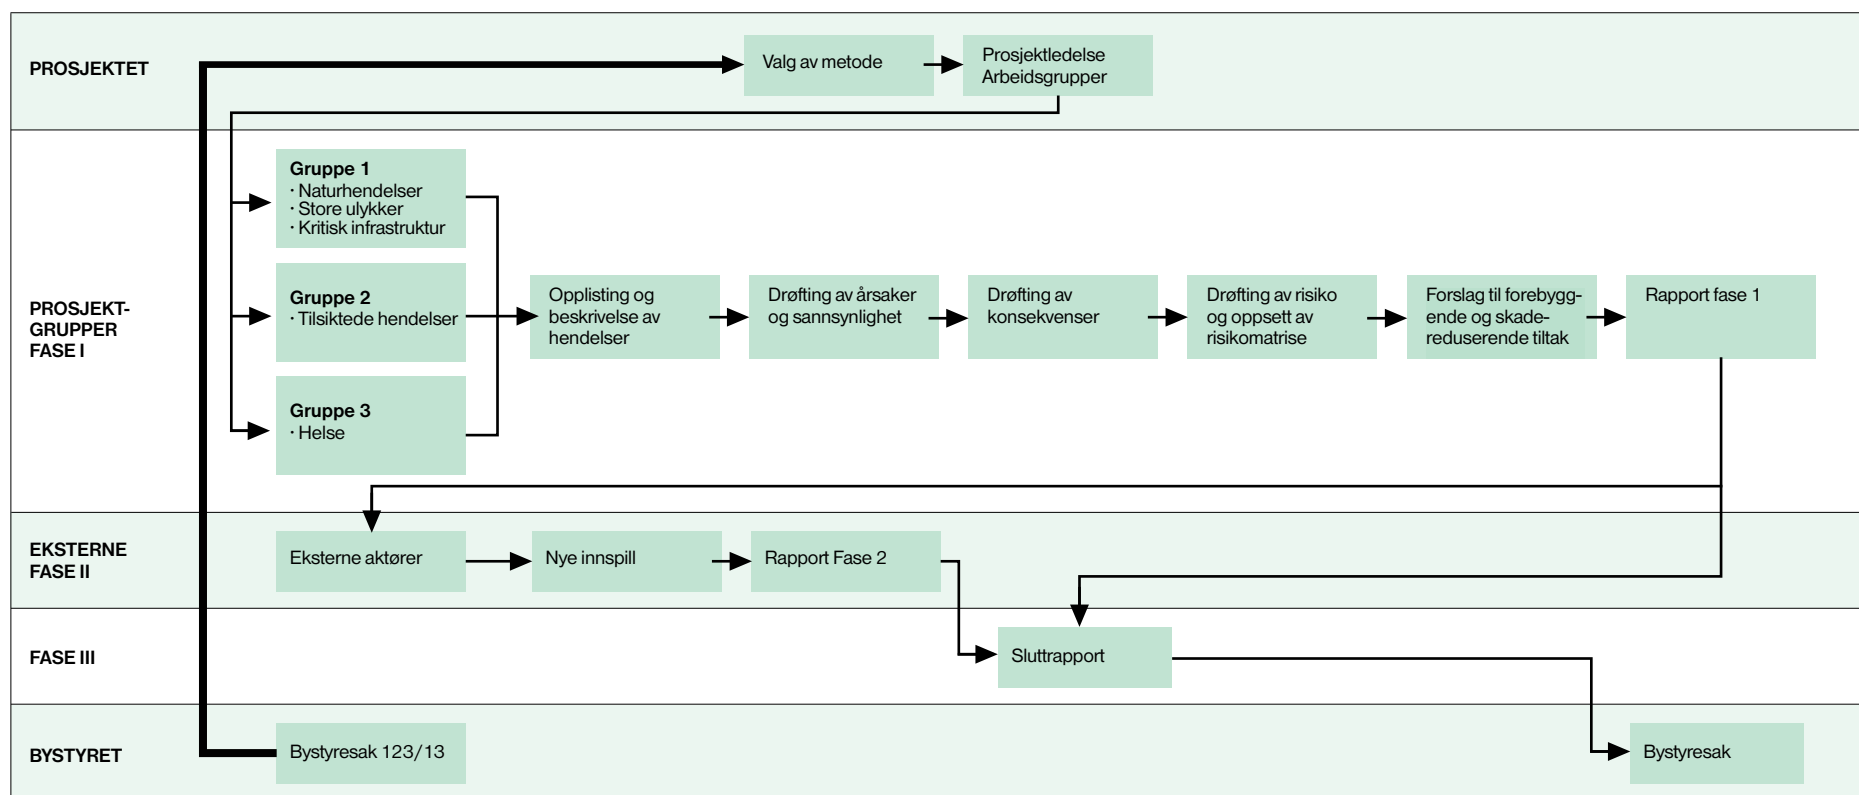 PROSJEKTET
Valg av metode
Prosjektledelse
Arbeidsgrupper
PROSJEKT-
GRUPPER
FASE I
Gruppe 1
· Naturhendelser
· Store ulykker
· Kritisk infrastruktur
Gruppe 2
· Tilsiktede hendelser
Gruppe 3
· Helse
Opplisting og
beskrivelse av
hendelser
Drøfting av årsaker
og sannsynlighet
Drøfting av
konsekvenser
Drøfting av risiko
og oppsett av
risikomatrise
Forslag til forebygg-
ende og skade-
reduserende tiltak
Rapport fase 1
EKSTERNE
FASE II
Eksterne aktører
Nye innspill
Rapport Fase 2
FASE III
Sluttrapport
BYSTYRET
Bystyresak 123/13
Bystyresak